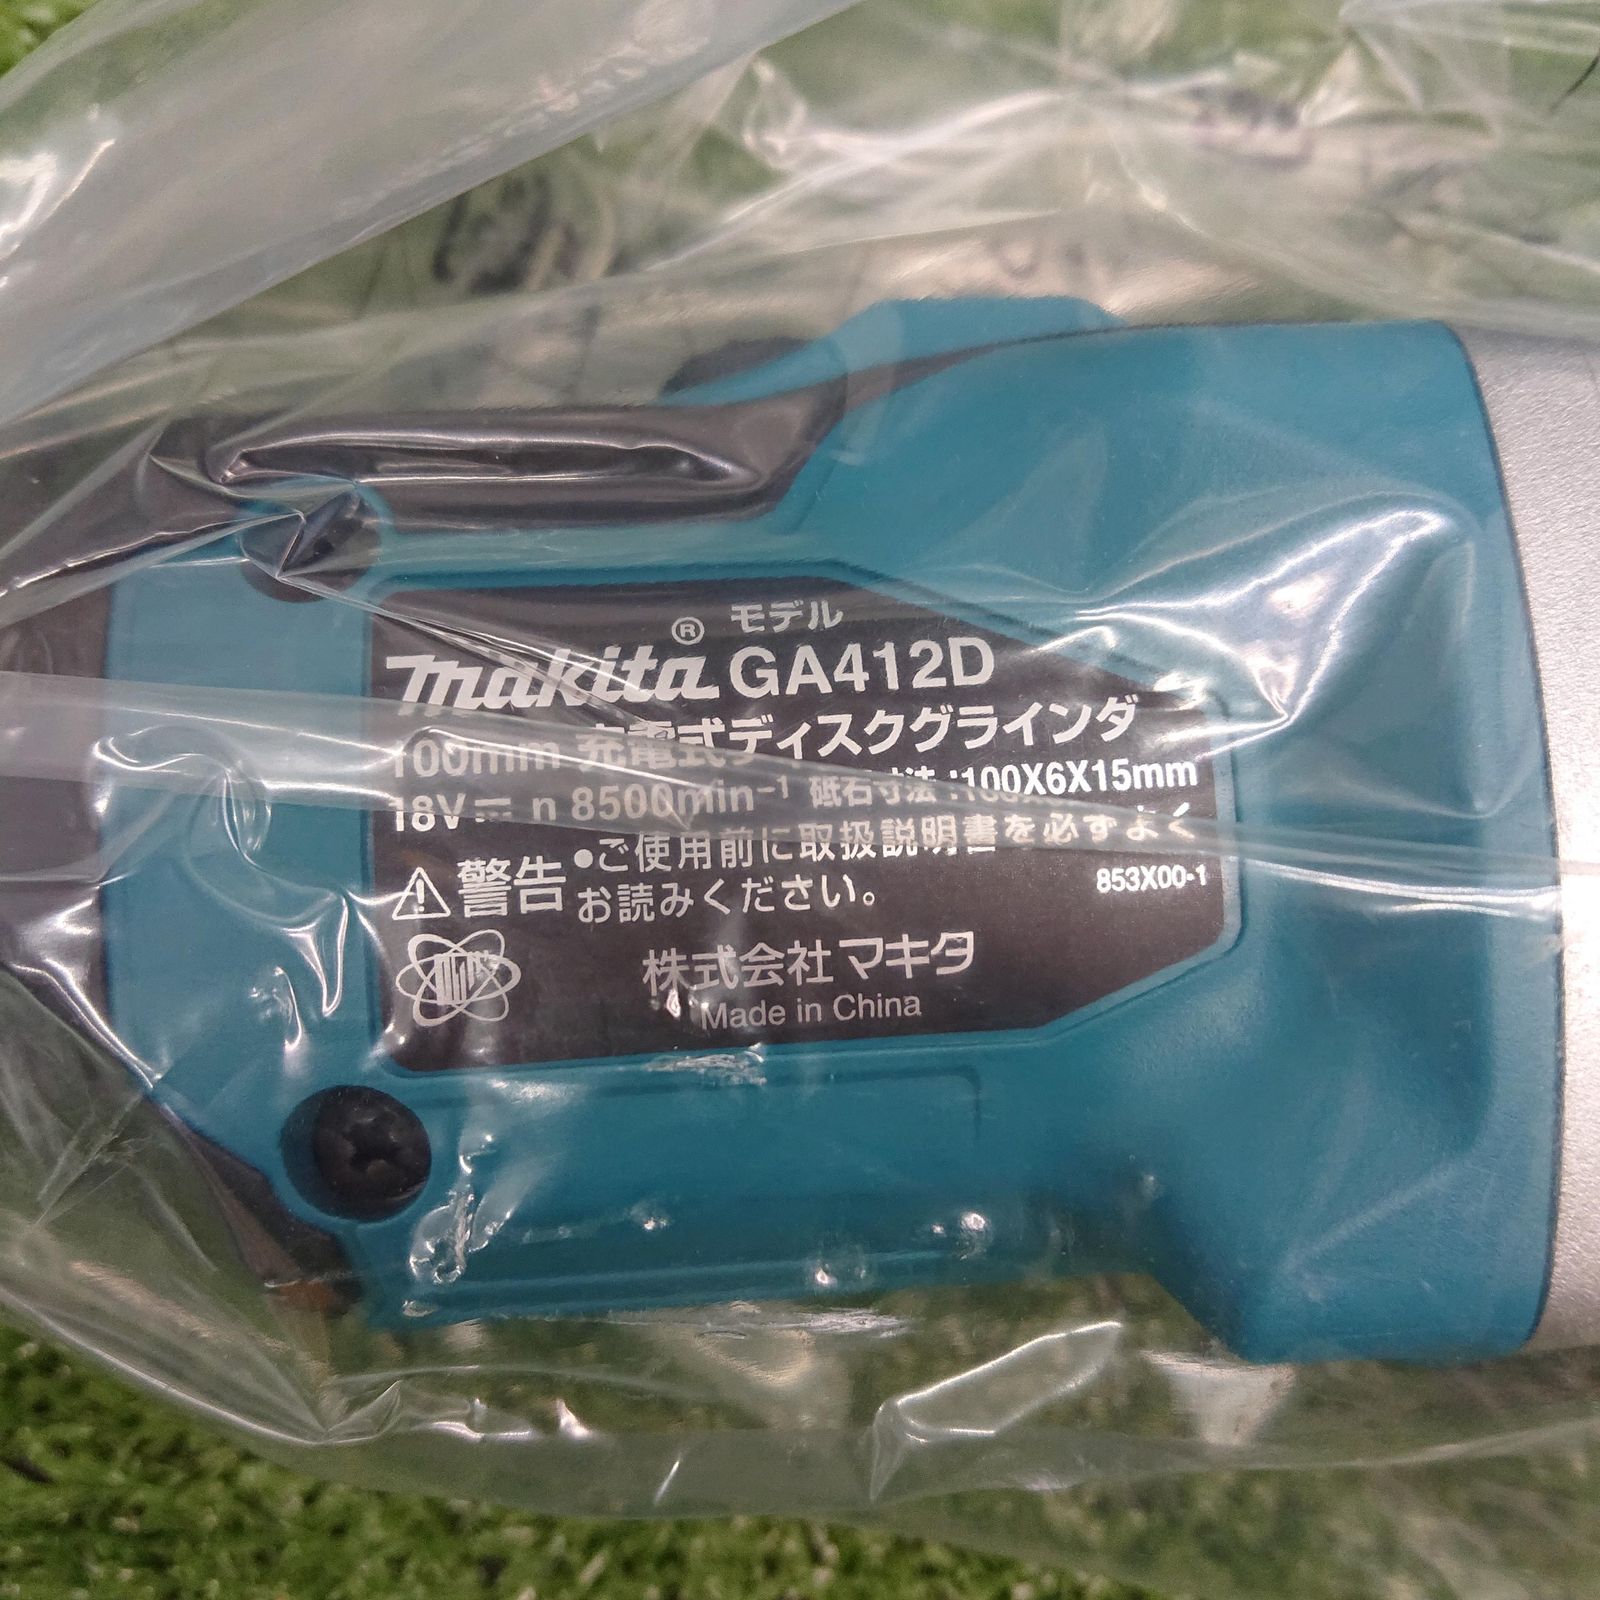 モデル
makita® GA412D
100mm 充電式ディスクグラインダ
18V⎓ n 8500min⁻¹ 砥石寸法:100X6X15mm
⚠警告 ●ご使用前に取扱説明書を必ずよく
お読みください。
853X00-1
株式会社マキタ
Made in China